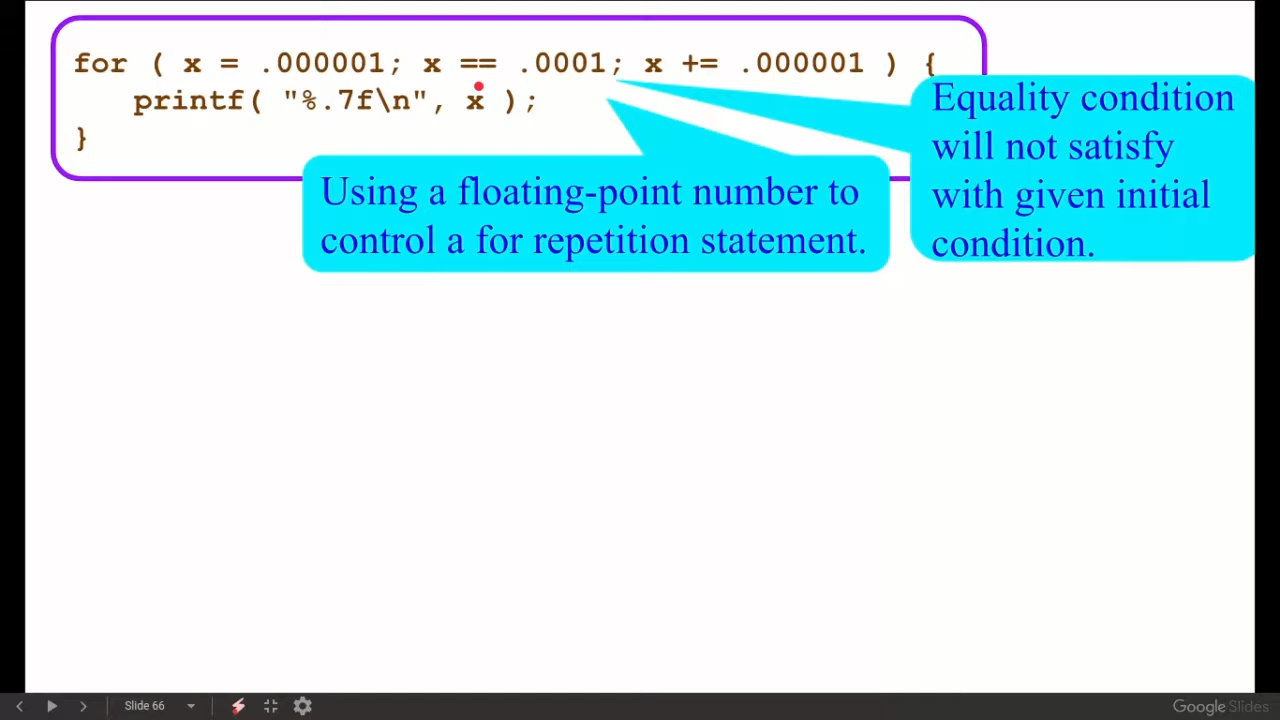 for ( x = .000001; x == .0001; x += .000001 ) {
printf( "%.7f\n", x );
}
Equality condition
will not satisfy
with given initial
condition.
Using a floating-point number to
control a for repetition statement.
Slide 66
Google Slides